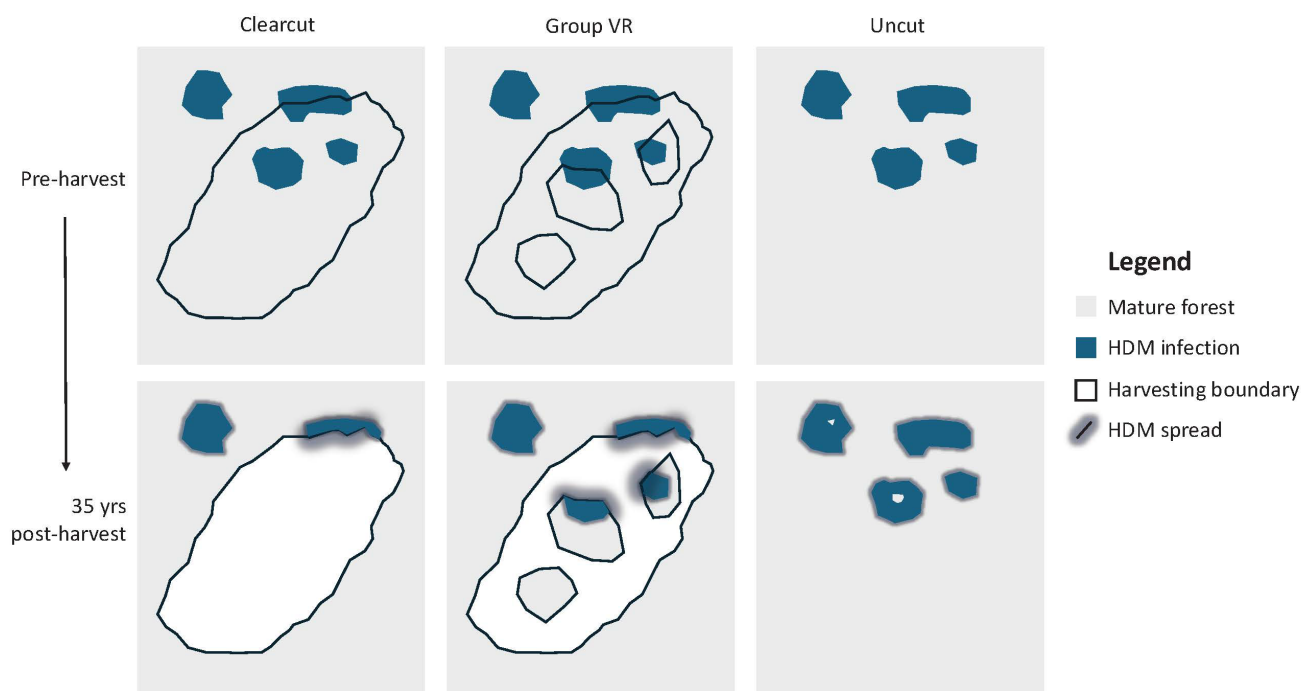 Clearcut
Group VR
Uncut
Pre-harvest
35 yrs
post-harvest
Legend
Mature forest
HDM infection
Harvesting boundary
HDM spread